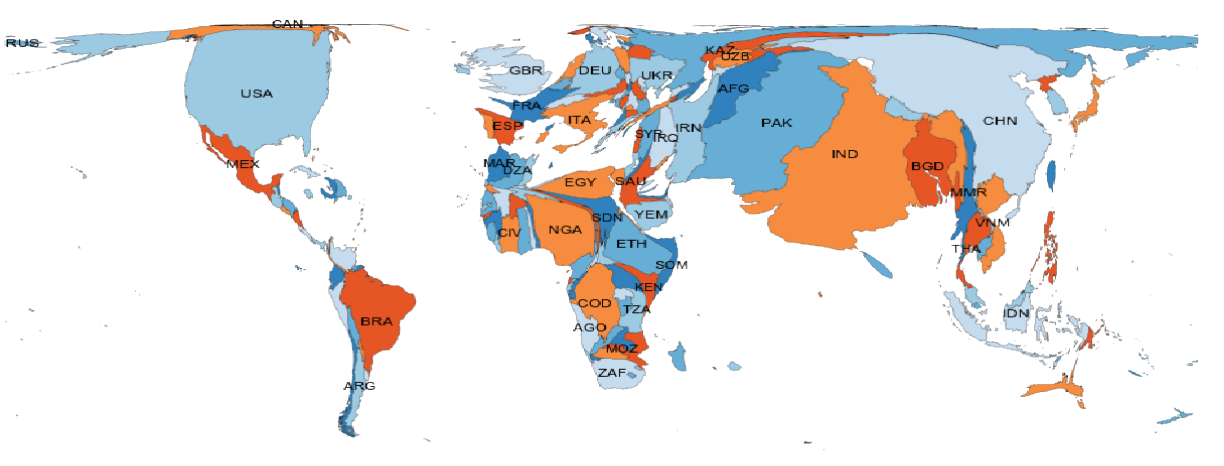 CAN
RUS
USA
MEX
BRA
ARG
GBR
DEU
UKR
FRA
ITA
ESP
KAZ
UZB
AFG
PAK
SYR
IRQ
IRN
CHN
IND
BGD
MAR
DZA
EGY
SAU
MMR
CIV
NGA
SDN
YEM
ETH
SOM
VNM
THA
KEN
COD
TZA
AGO
IDN
MOZ
ZAF